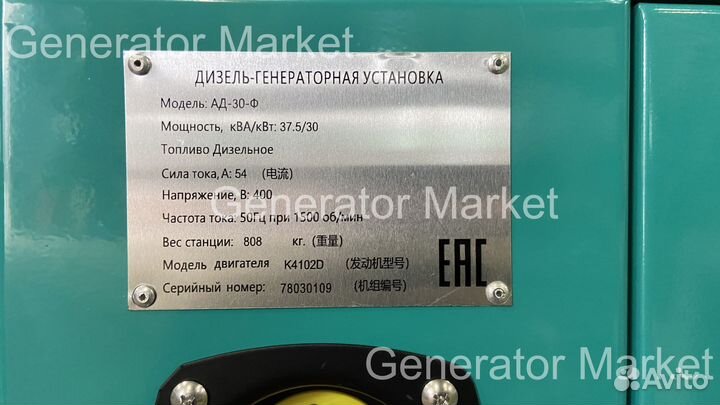 Generator Market
ДИЗЕЛЬ-ГЕНЕРАТОРНАЯ УСТАНОВКА
Модель: АД-30-Ф
Мощность, кВА/кВт: 37.5/30
Топливо Дизельное
Сила тока, А: 54 (电流)
Напряжение, В: 400
Generator Market
Частота тока: 50Гц при 1500 об/мин
Вес станции: 808 кг. (重量)
Модель двигателя K4102D (发动机型号)
Серийный номер: 78030109 (机组编号)
EAC
Generator Market
Avito